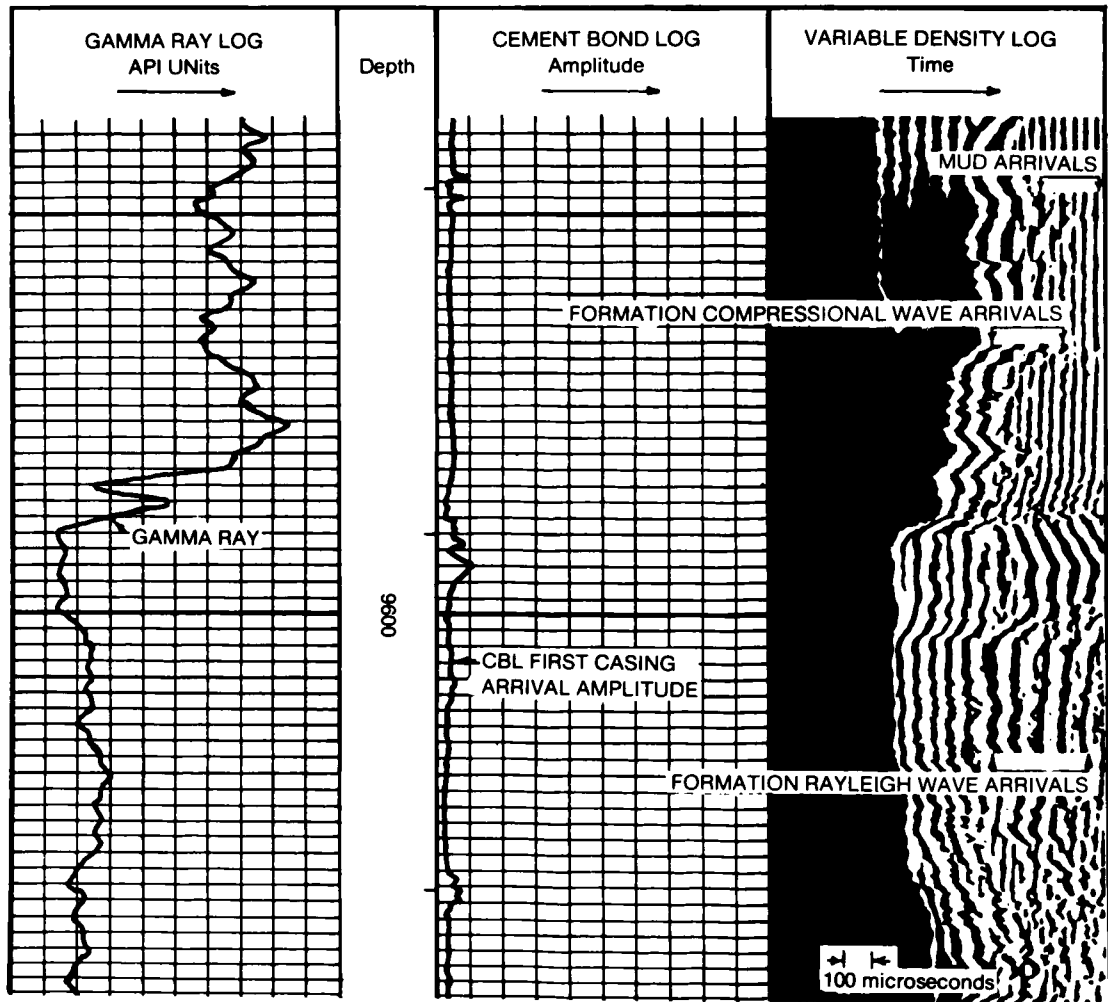 GAMMA RAY LOG
API UNits
Depth
CEMENT BOND LOG
Amplitude
VARIABLE DENSITY LOG
Time
MUD ARRIVALS
FORMATION COMPRESSIONAL WAVE ARRIVALS
GAMMA RAY
9600
CBL FIRST CASING
ARRIVAL AMPLITUDE
FORMATION RAYLEIGH WAVE ARRIVALS
100 microseconds